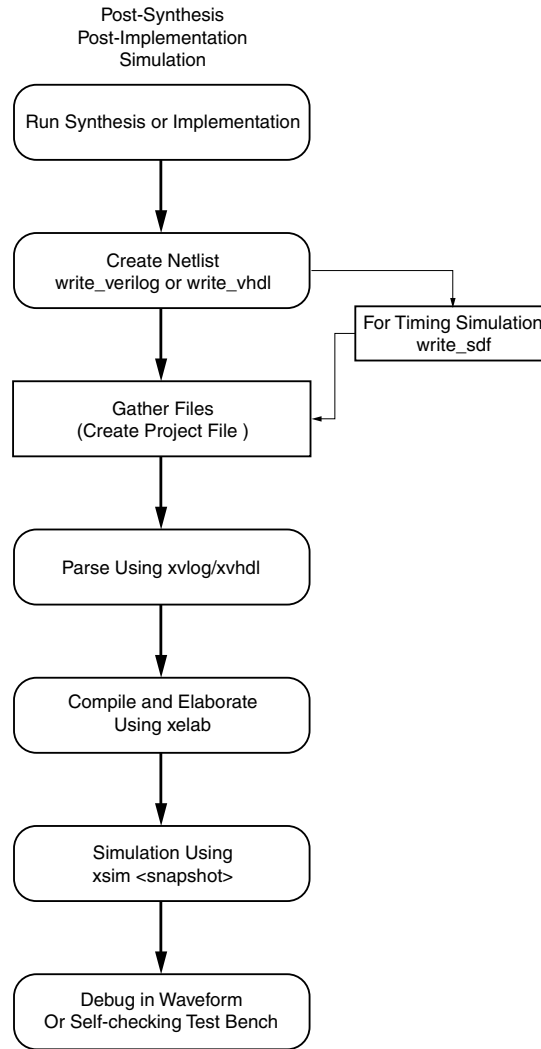 Post-Synthesis
Post-Implementation
Simulation
Run Synthesis or Implementation
Create Netlist
write_verilog or write_vhdl
For Timing Simulation
write_sdf
Gather Files
(Create Project File )
Parse Using xvlog/xvhdl
Compile and Elaborate
Using xelab
Simulation Using
xsim <snapshot>
Debug in Waveform
Or Self-checking Test Bench